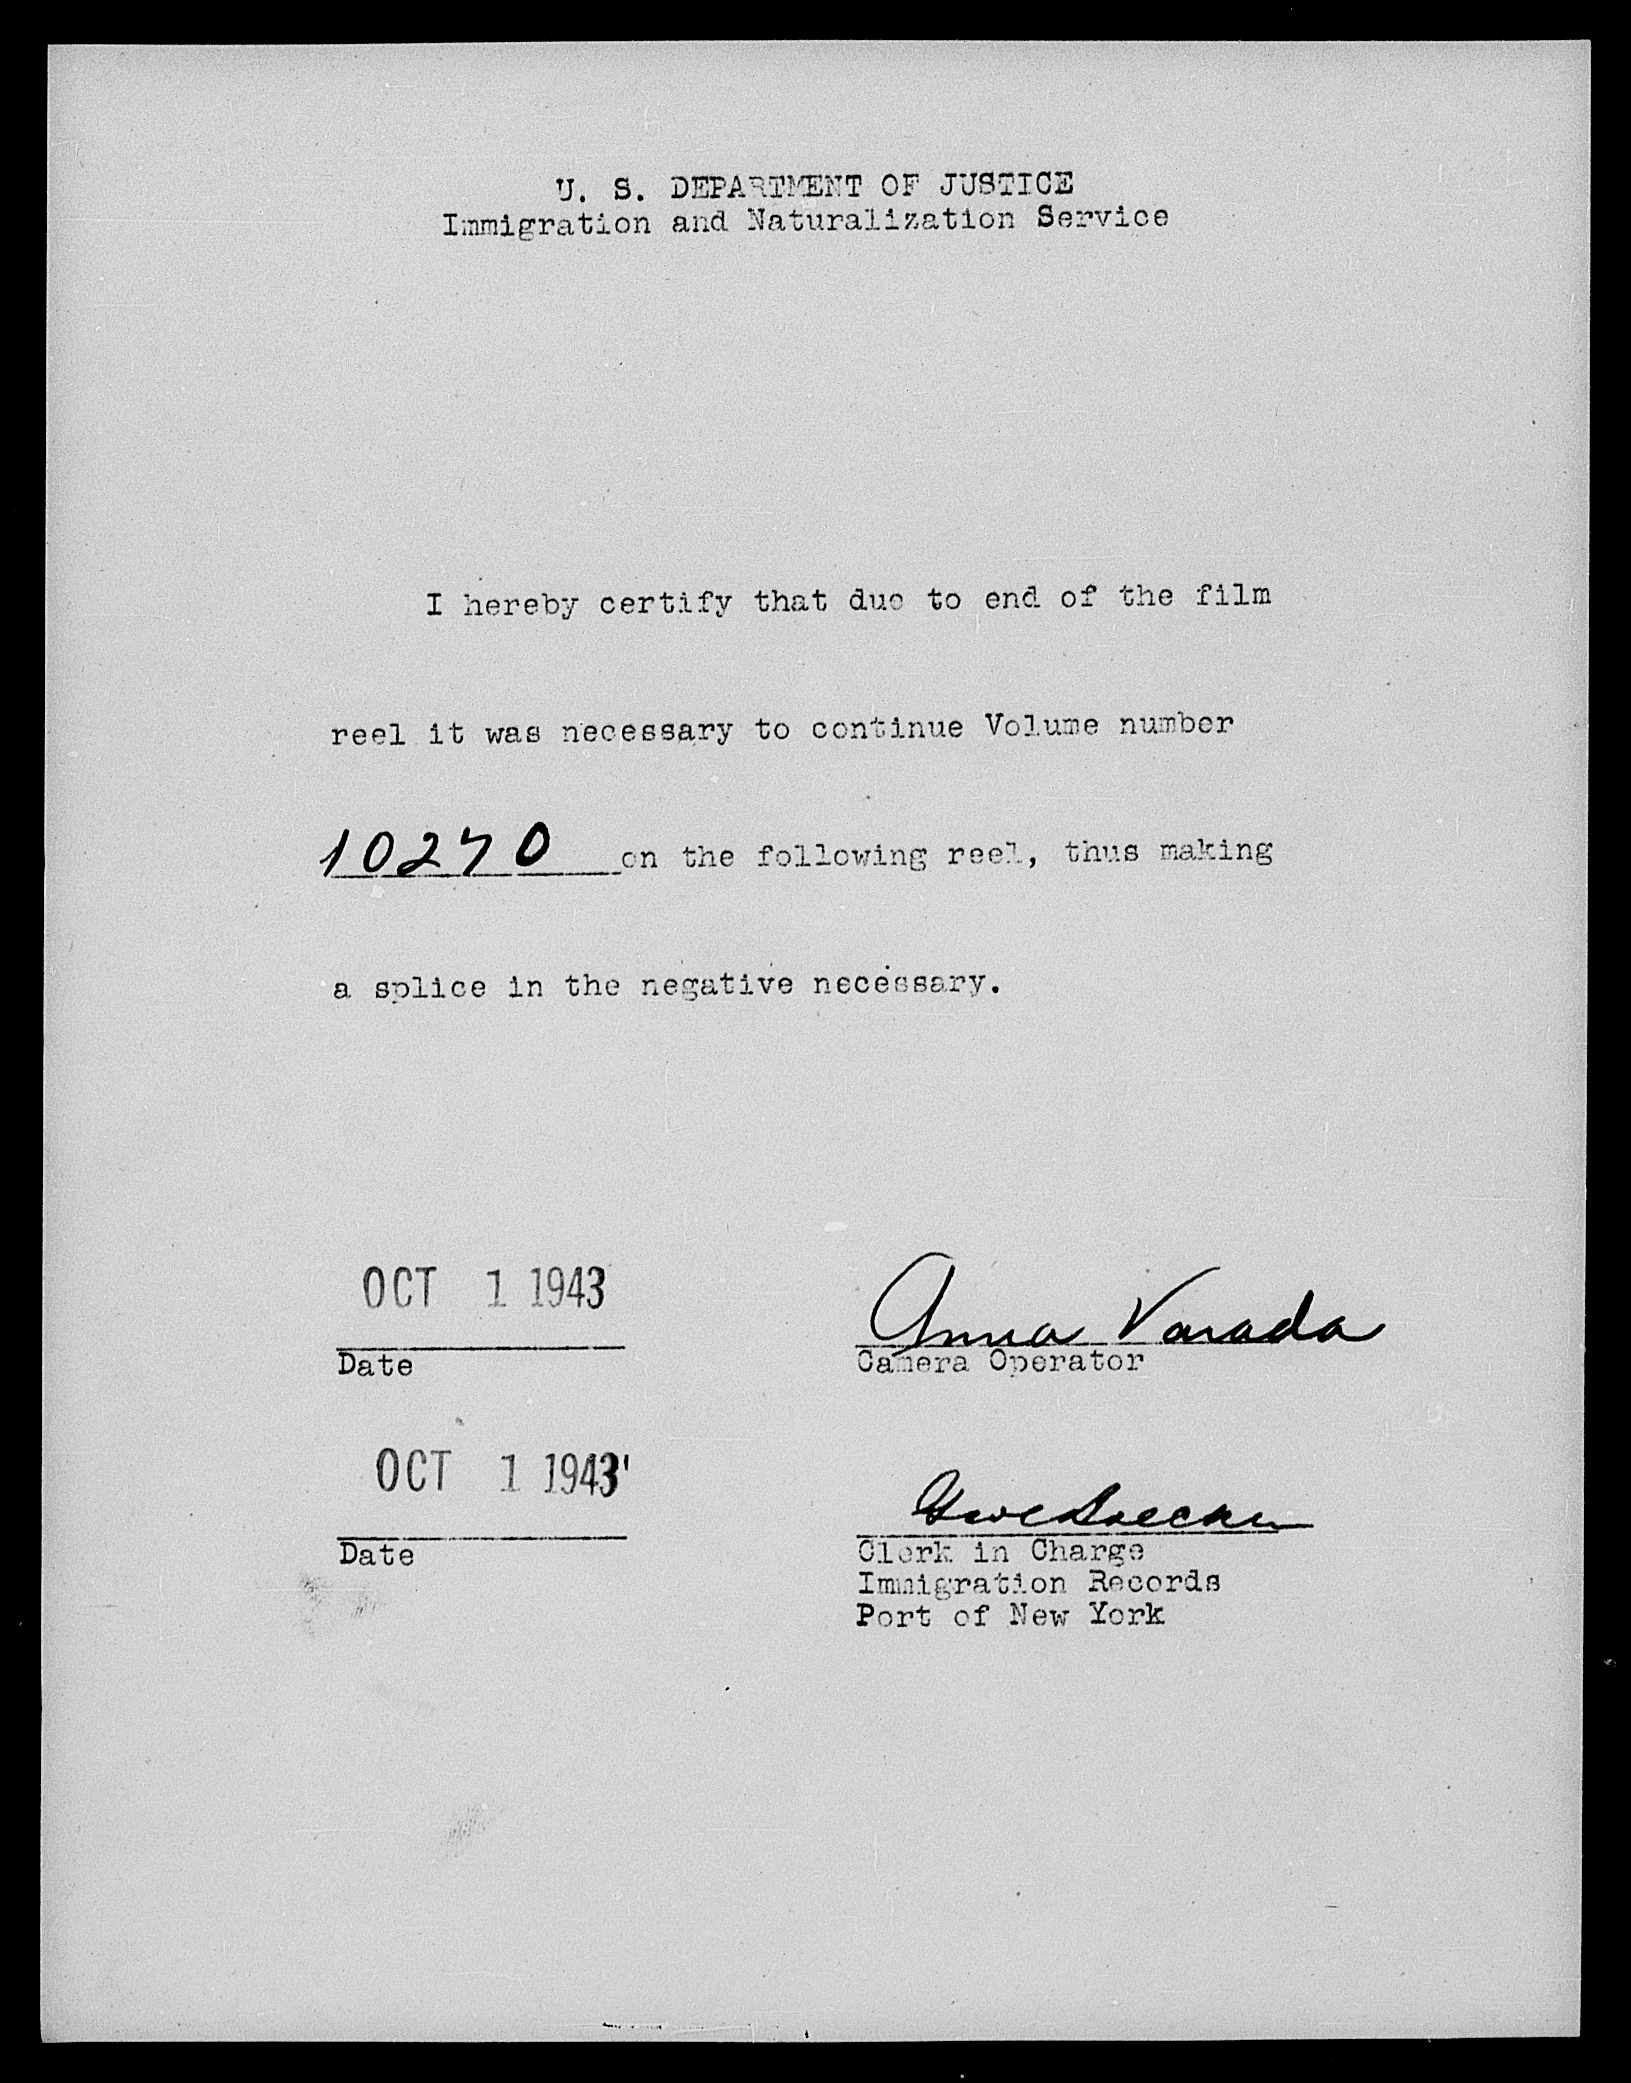 U. S. DEPARTMENT OF JUSTICE
Immigration and Naturalization Service
I hereby certify that due to end of the film
reel it was necessary to continue Volume number
10270 on the following reel, thus making
a splice in the negative necessary.
OCT 1 1943
Anna Varada
Date
Camera Operator
OCT 1 1943
Date
Clerk in Charge
Immigration Records
Port of New York